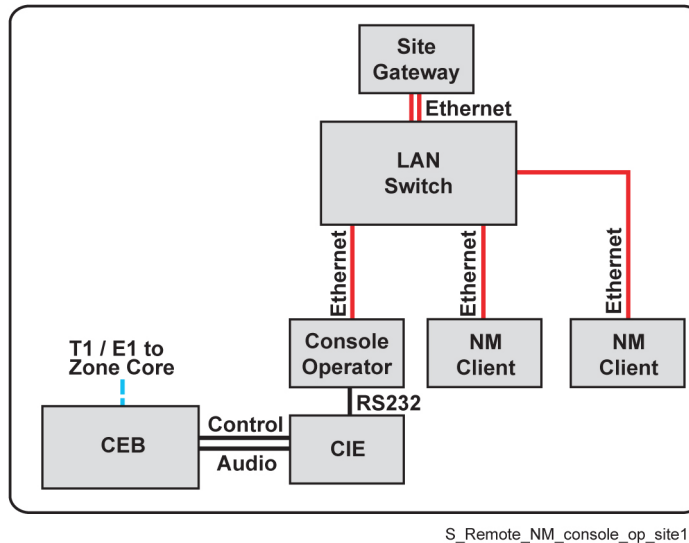 Site
Gateway
Ethernet
LAN
Switch
Ethernet
Ethernet
Ethernet
Console
Operator
NM
Client
NM
Client
T1 / E1 to
Zone Core
RS232
CEB
Control
Audio
CIE
S_Remote_NM_console_op_site1